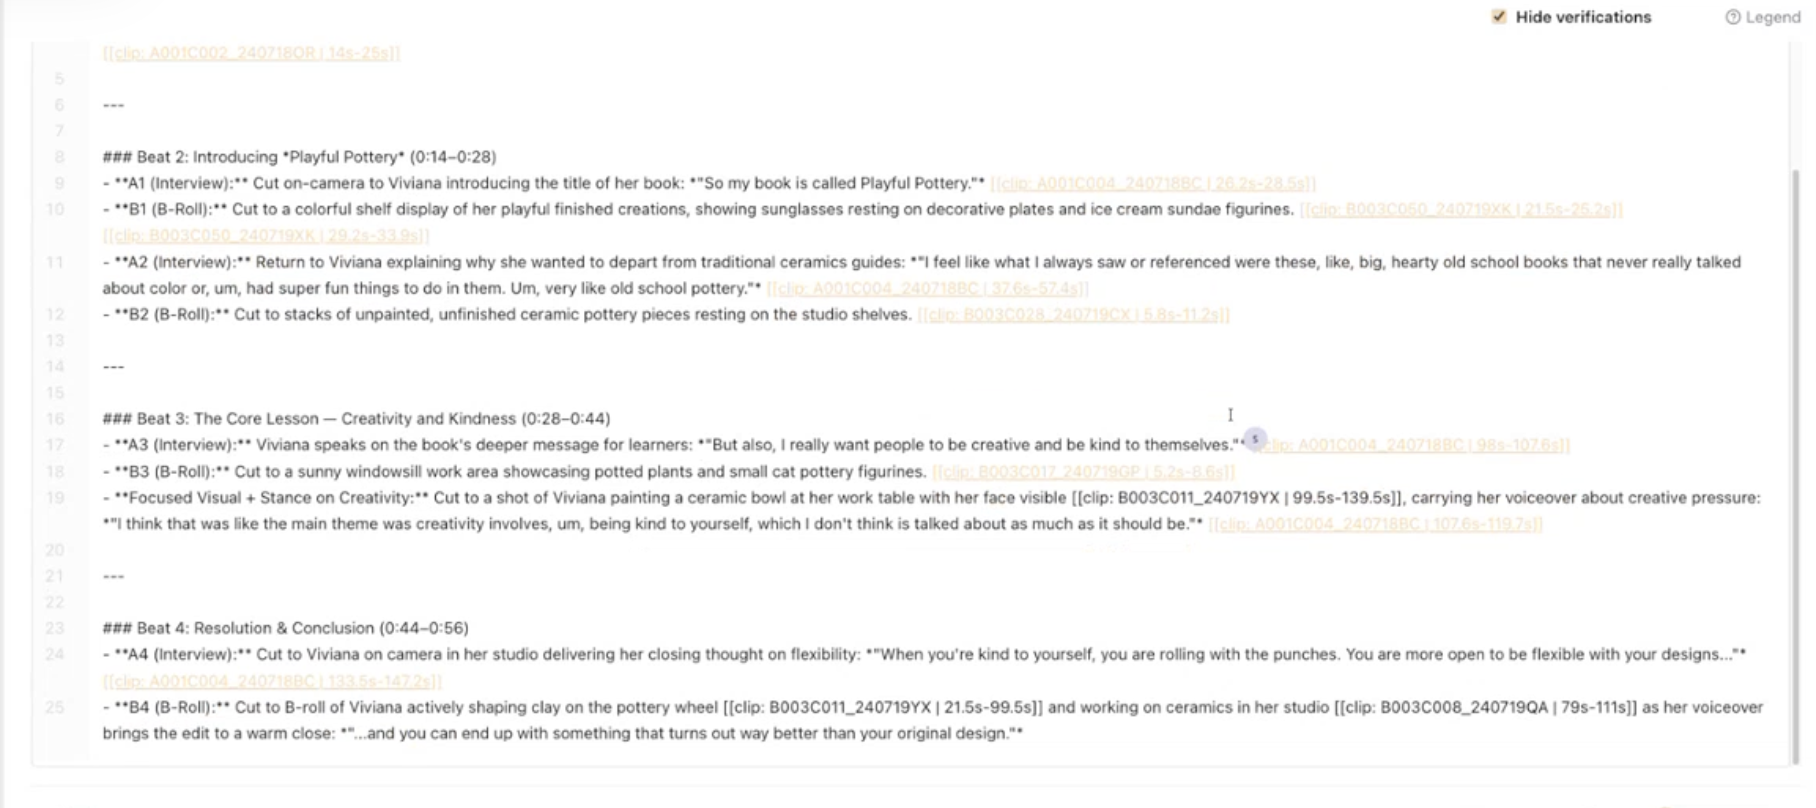 Hide verifications
Legend
[[clip: A001C002_240718OR | 14s-25s]]
5
6 ---
7
8 ### Beat 2: Introducing *Playful Pottery* (0:14–0:28)
9 - **A1 (Interview):** Cut on-camera to Viviana introducing the title of her book: *"So my book is called Playful Pottery."* [[clip: A001C004_240718BC | 26.2s-28.5s]]
10 - **B1 (B-Roll):** Cut to a colorful shelf display of her playful finished creations, showing sunglasses resting on decorative plates and ice cream sundae figurines. [[clip: B003C050_240719XK | 21.5s-25.2s]]
[[clip: B003C050_240719XK | 29.2s-33.9s]]
11 - **A2 (Interview):** Return to Viviana explaining why she wanted to depart from traditional ceramics guides: *"I feel like what I always saw or referenced were these, like, big, hearty old school books that never really talked
about color or, um, had super fun things to do in them. Um, very like old school pottery."* [[clip: A001C004_240718BC | 37.6s-57.4s]]
12 - **B2 (B-Roll):** Cut to stacks of unpainted, unfinished ceramic pottery pieces resting on the studio shelves. [[clip: B003C028_240719CX | 5.8s-11.2s]]
13
14 ---
15
16 ### Beat 3: The Core Lesson — Creativity and Kindness (0:28–0:44)
17 - **A3 (Interview):** Viviana speaks on the book's deeper message for learners: *"But also, I really want people to be creative and be kind to themselves."* s clip: A001C004_240718BC | 98s-107.6s]]
18 - **B3 (B-Roll):** Cut to a sunny windowsill work area showcasing potted plants and small cat pottery figurines. [[clip: B003C017_240719GP | 5.2s-8.6s]]
19 - **Focused Visual + Stance on Creativity:** Cut to a shot of Viviana painting a ceramic bowl at her work table with her face visible [[clip: B003C011_240719YX | 99.5s-139.5s]], carrying her voiceover about creative pressure:
*"I think that was like the main theme was creativity involves, um, being kind to yourself, which I don't think is talked about as much as it should be."* [[clip: A001C004_240718BC | 107.6s-119.7s]]
20
21 ---
22
23 ### Beat 4: Resolution & Conclusion (0:44–0:56)
24 - **A4 (Interview):** Cut to Viviana on camera in her studio delivering her closing thought on flexibility: *"When you're kind to yourself, you are rolling with the punches. You are more open to be flexible with your designs..."*
[[clip: A001C004_240718BC | 133.5s-147.2s]]
25 - **B4 (B-Roll):** Cut to B-roll of Viviana actively shaping clay on the pottery wheel [[clip: B003C011_240719YX | 21.5s-99.5s]] and working on ceramics in her studio [[clip: B003C008_240719QA | 79s-111s]] as her voiceover
brings the edit to a warm close: *"...and you can end up with something that turns out way better than your original design."*